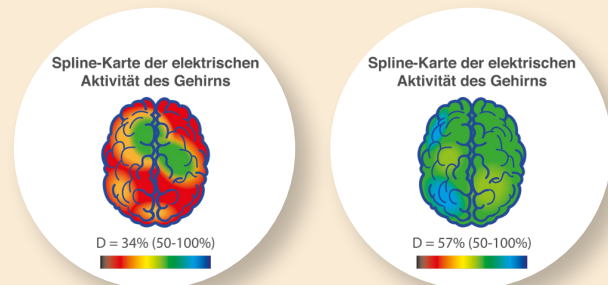 Spline-Karte der elektrischen
Aktivität des Gehirns
D = 34% (50-100%)
Spline-Karte der elektrischen
Aktivität des Gehirns
D = 57% (50-100%)